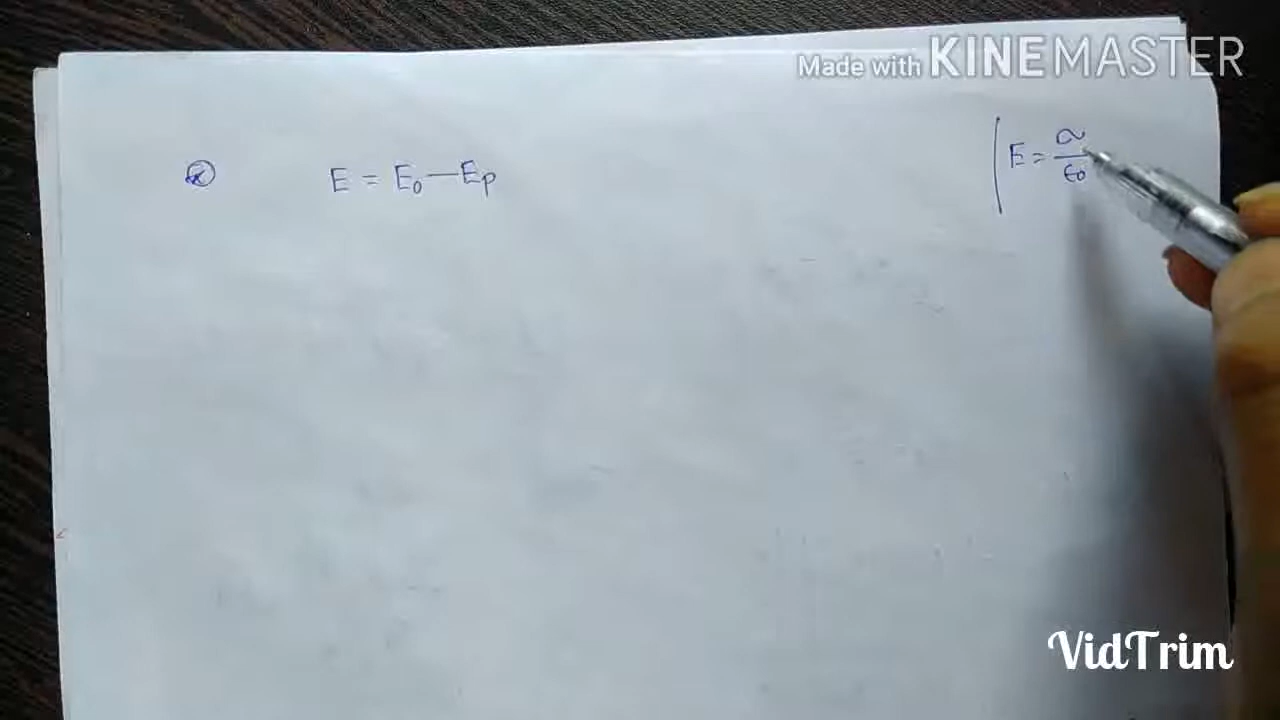 Made with KINEMASTER
E = E₀ — Eₚ
E = σ/ε₀
VidTrim